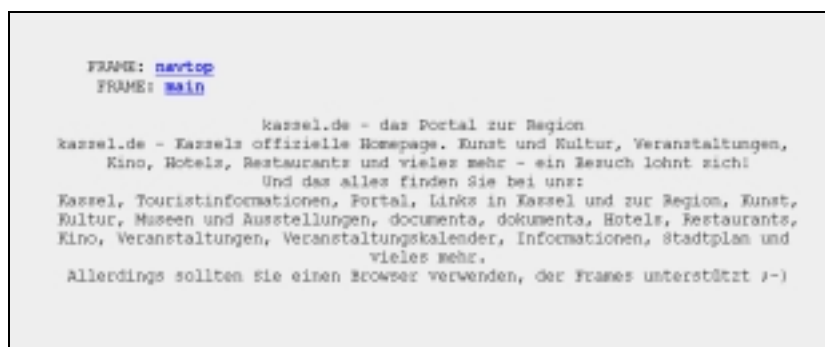 FRAME: navtop
FRAME: main
kassel.de - das Portal zur Region
kassel.de - Kassels offizielle Homepage. Kunst und Kultur, Veranstaltungen,
Kino, Hotels, Restaurants und vieles mehr - ein Besuch lohnt sich!
Und das alles finden Sie bei uns:
Kassel, Touristinformationen, Portal, Links in Kassel und zur Region, Kunst,
Kultur, Museen und Ausstellungen, documenta, dokumenta, Hotels, Restaurants,
Kino, Veranstaltungen, Veranstaltungskalender, Informationen, Stadtplan und
vieles mehr.
Allerdings sollten Sie einen Browser verwenden, der Frames unterstützt ;-)